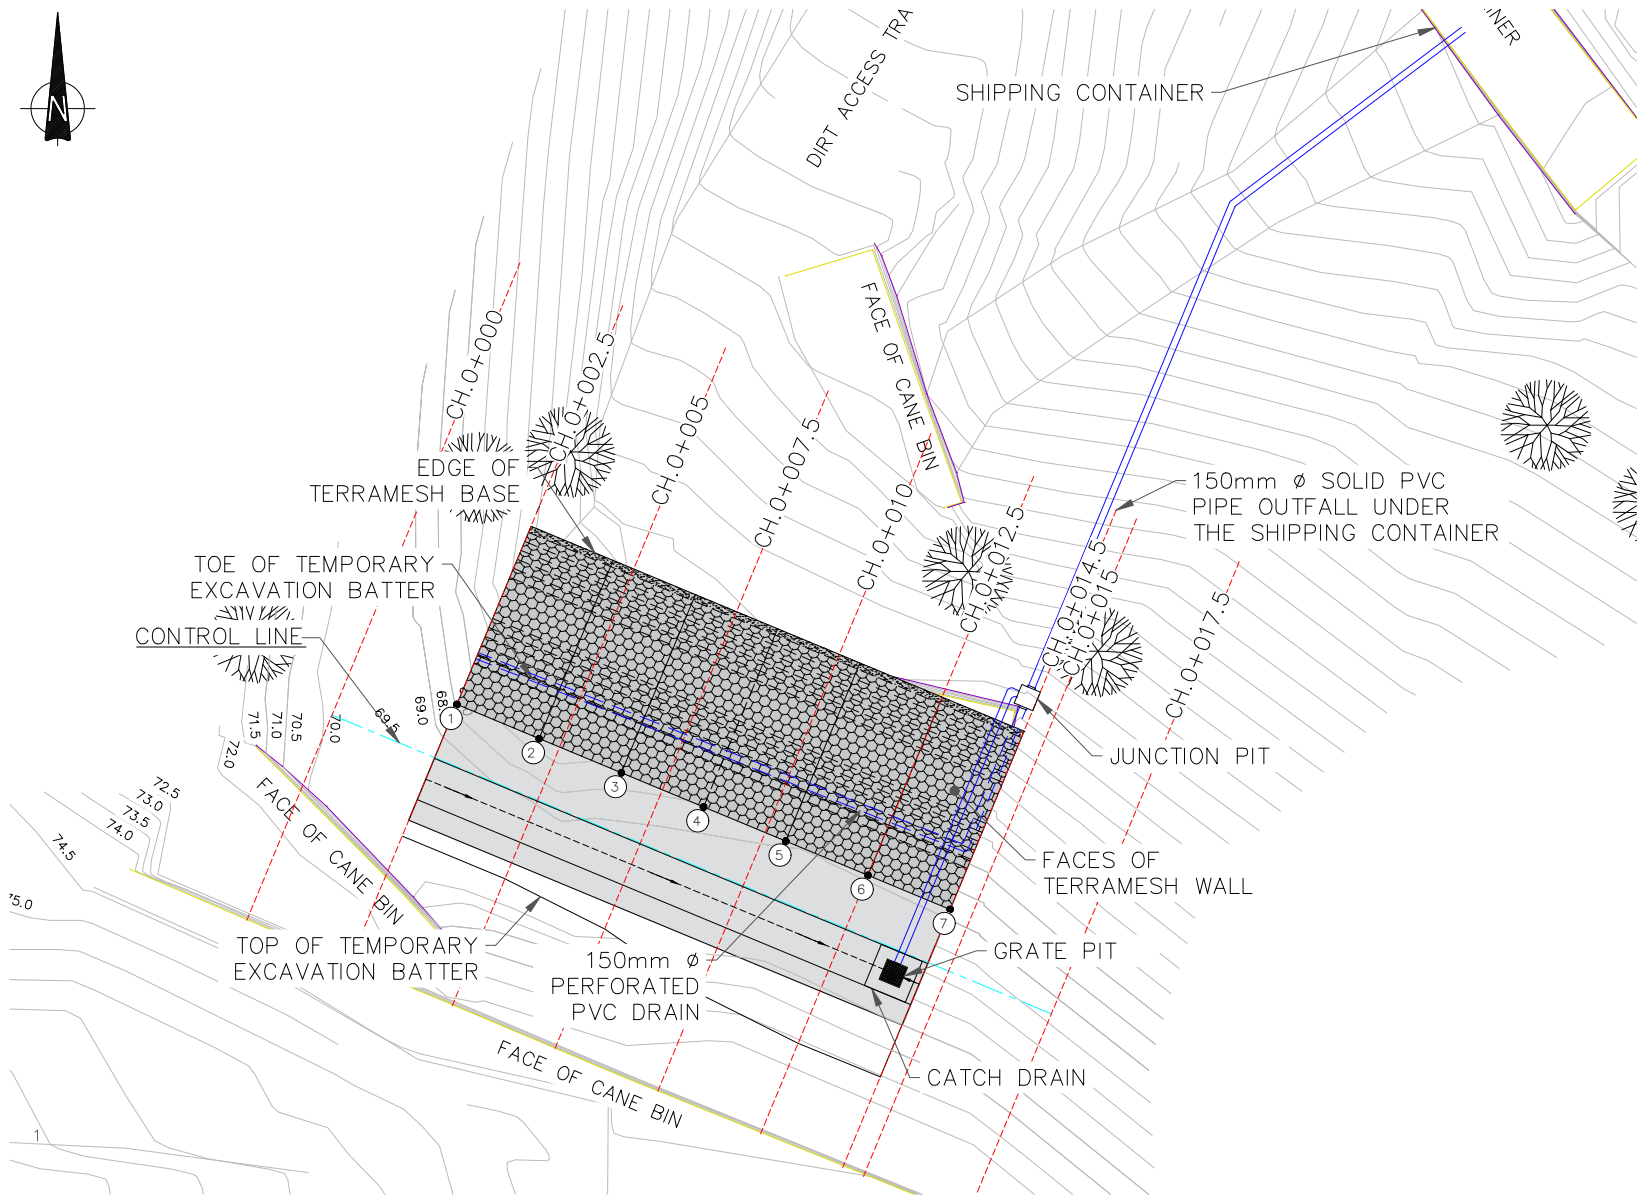 N
SHIPPING CONTAINER
DIRT ACCESS TRA
CH.0+000
CH.0+002.5
CH.0+005
CH.0+007.5
CH.0+010
CH.0+012.5
CH.0+014.5
CH.0+015
CH.0+017.5
FACE OF CANE BIN
EDGE OF
TERRAMESH BASE
150mm ø SOLID PVC
PIPE OUTFALL UNDER
THE SHIPPING CONTAINER
TOE OF TEMPORARY
EXCAVATION BATTER
CONTROL LINE
69.5
69.0
68.
70.0
70.5
71.0
71.5
72.0
72.5
73.0
73.5
74.0
74.5
75.0
1
2
3
4
5
6
7
JUNCTION PIT
FACES OF
TERRAMESH WALL
GRATE PIT
FACE OF CANE BIN
TOP OF TEMPORARY
EXCAVATION BATTER
150mm ø
PERFORATED
PVC DRAIN
CATCH DRAIN
FACE OF CANE BIN
1